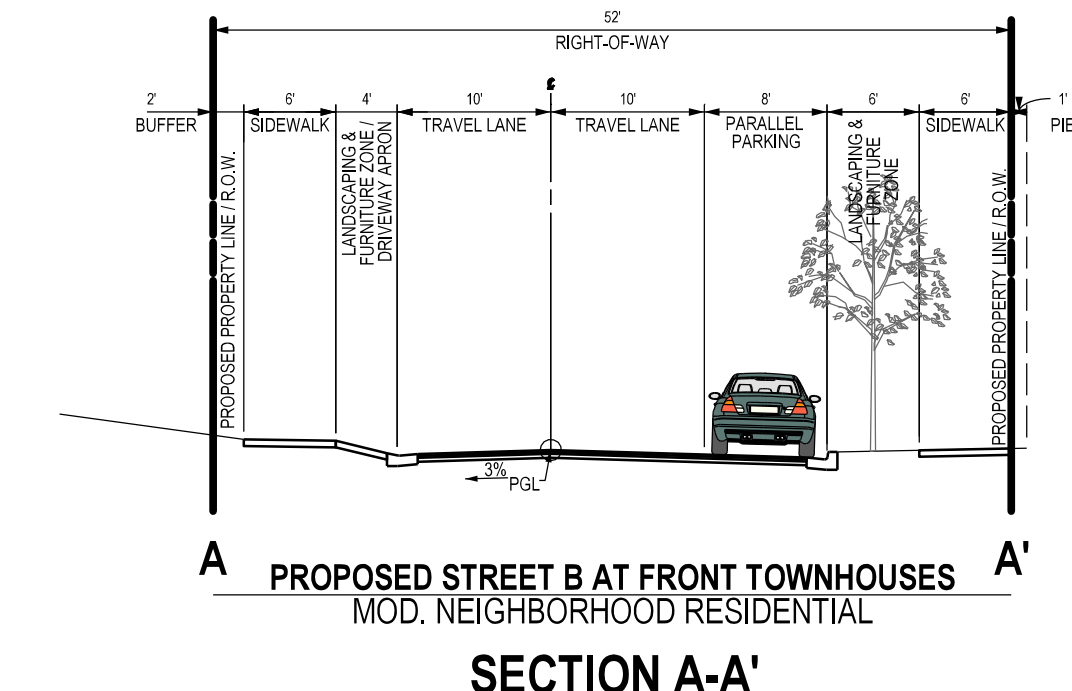 52'
RIGHT-OF-WAY
℄
2'
BUFFER
6'
SIDEWALK
4'
LANDSCAPING &
FURNITURE ZONE /
DRIVEWAY APRON
10'
TRAVEL LANE
10'
TRAVEL LANE
8'
PARALLEL
PARKING
6'
LANDSCAPING &
FURNITURE
ZONE
6'
SIDEWALK
1'
PIE
PROPOSED PROPERTY LINE / R.O.W.
PROPOSED PROPERTY LINE / R.O.W.
3%
PGL
A
A'
PROPOSED STREET B AT FRONT TOWNHOUSES
MOD. NEIGHBORHOOD RESIDENTIAL
SECTION A-A'